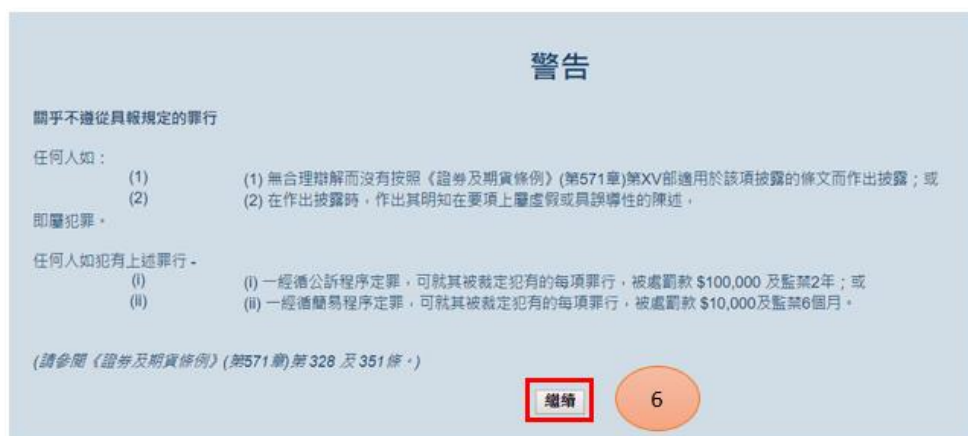 警告
關乎不遵從具報規定的罪行
任何人如：
(1) (1) 無合理辯解而沒有按照《證券及期貨條例》(第571章)第XV部適用於該項披露的條文而作出披露；或
(2) (2) 在作出披露時，作出其明知在要項上屬虛假或具誤導性的陳述，
即屬犯罪。
任何人如犯有上述罪行 -
(i) (i) 一經循公訴程序定罪，可就其被裁定犯有的每項罪行，被處罰款 $100,000 及監禁2年；或
(ii) (ii) 一經循簡易程序定罪，可就其被裁定犯有的每項罪行，被處罰款 $10,000及監禁6個月。
(請參閱《證券及期貨條例》(第571章)第 328 及 351條。)
繼續 6